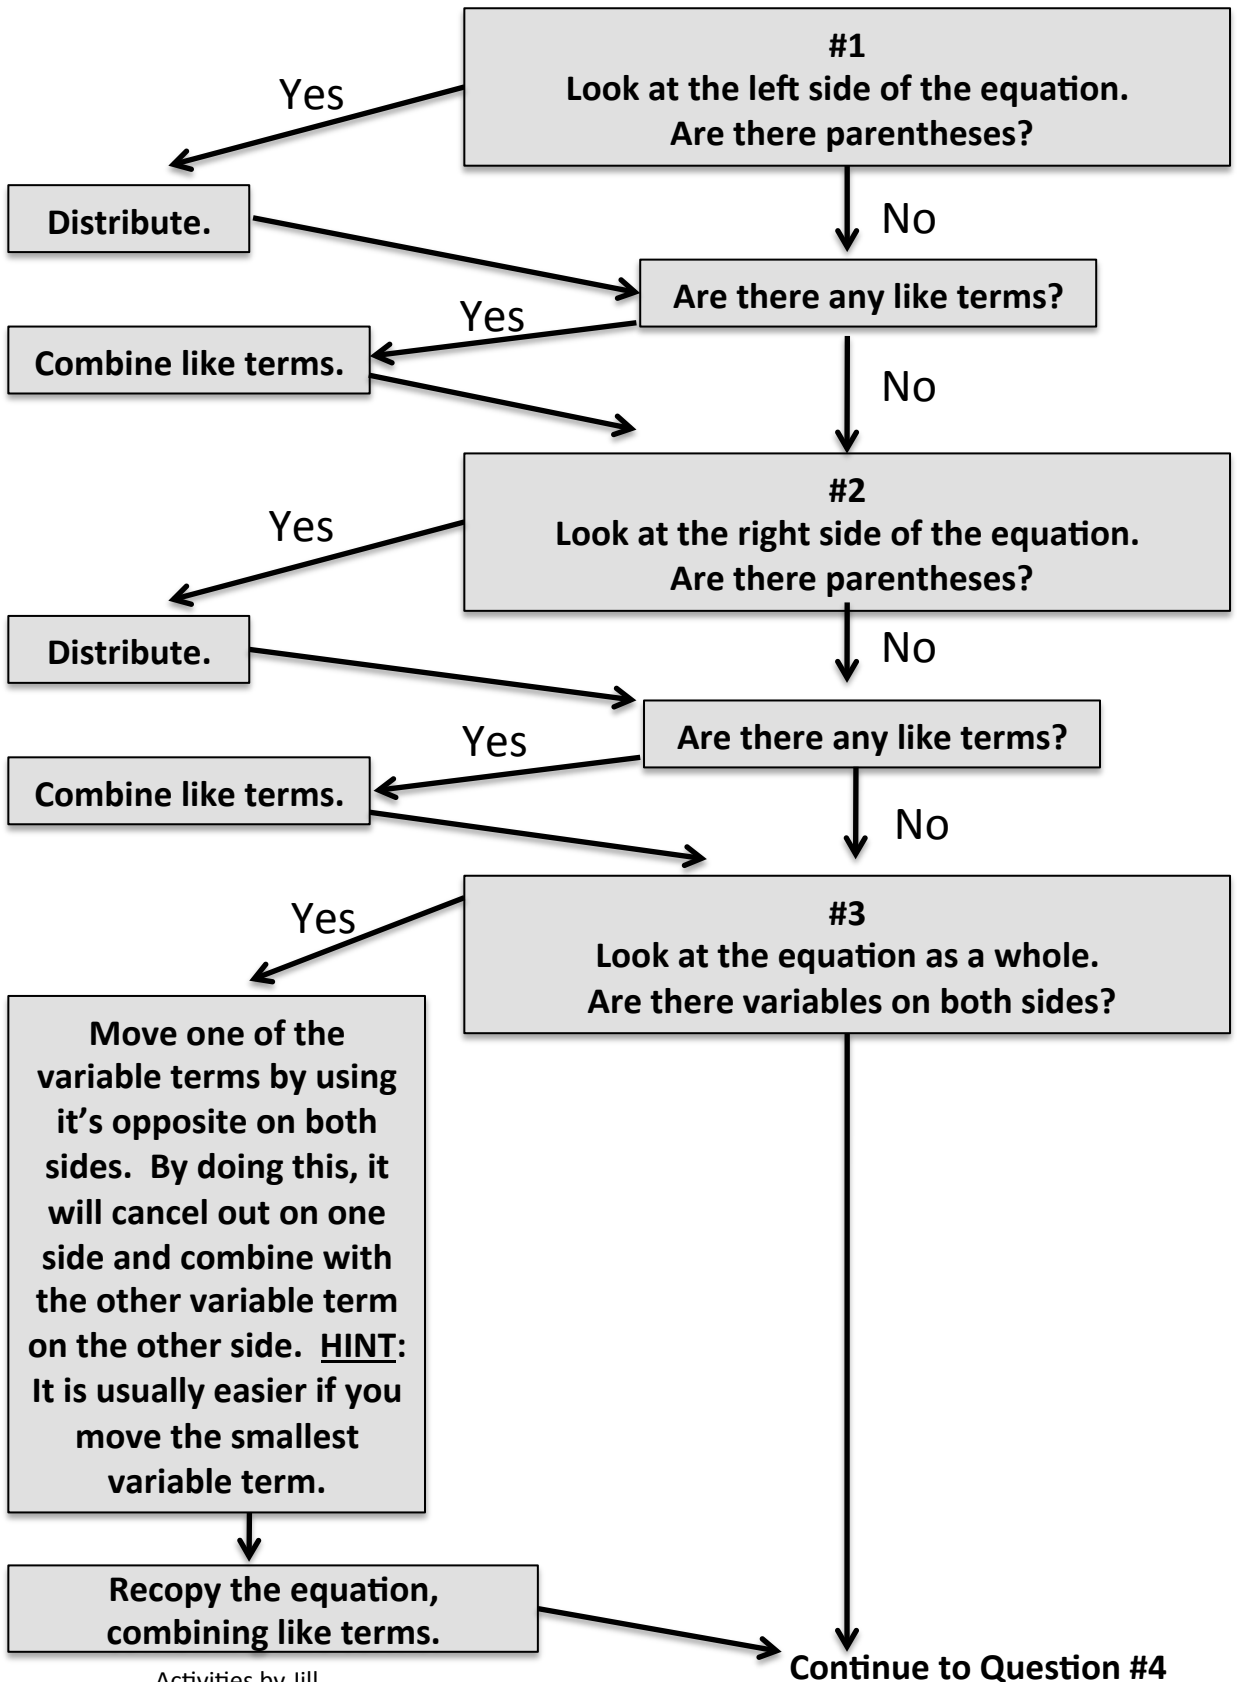 #1
Look at the left side of the equation.
Are there parentheses?
Yes
Distribute.
No
Are there any like terms?
Yes
Combine like terms.
No
#2
Look at the right side of the equation.
Are there parentheses?
Yes
Distribute.
No
Are there any like terms?
Yes
Combine like terms.
No
#3
Look at the equation as a whole.
Are there variables on both sides?
Yes
Move one of the
variable terms by using
it’s opposite on both
sides. By doing this, it
will cancel out on one
side and combine with
the other variable term
on the other side. HINT:
It is usually easier if you
move the smallest
variable term.
Recopy the equation,
combining like terms.
Continue to Question #4
Activities by Jill